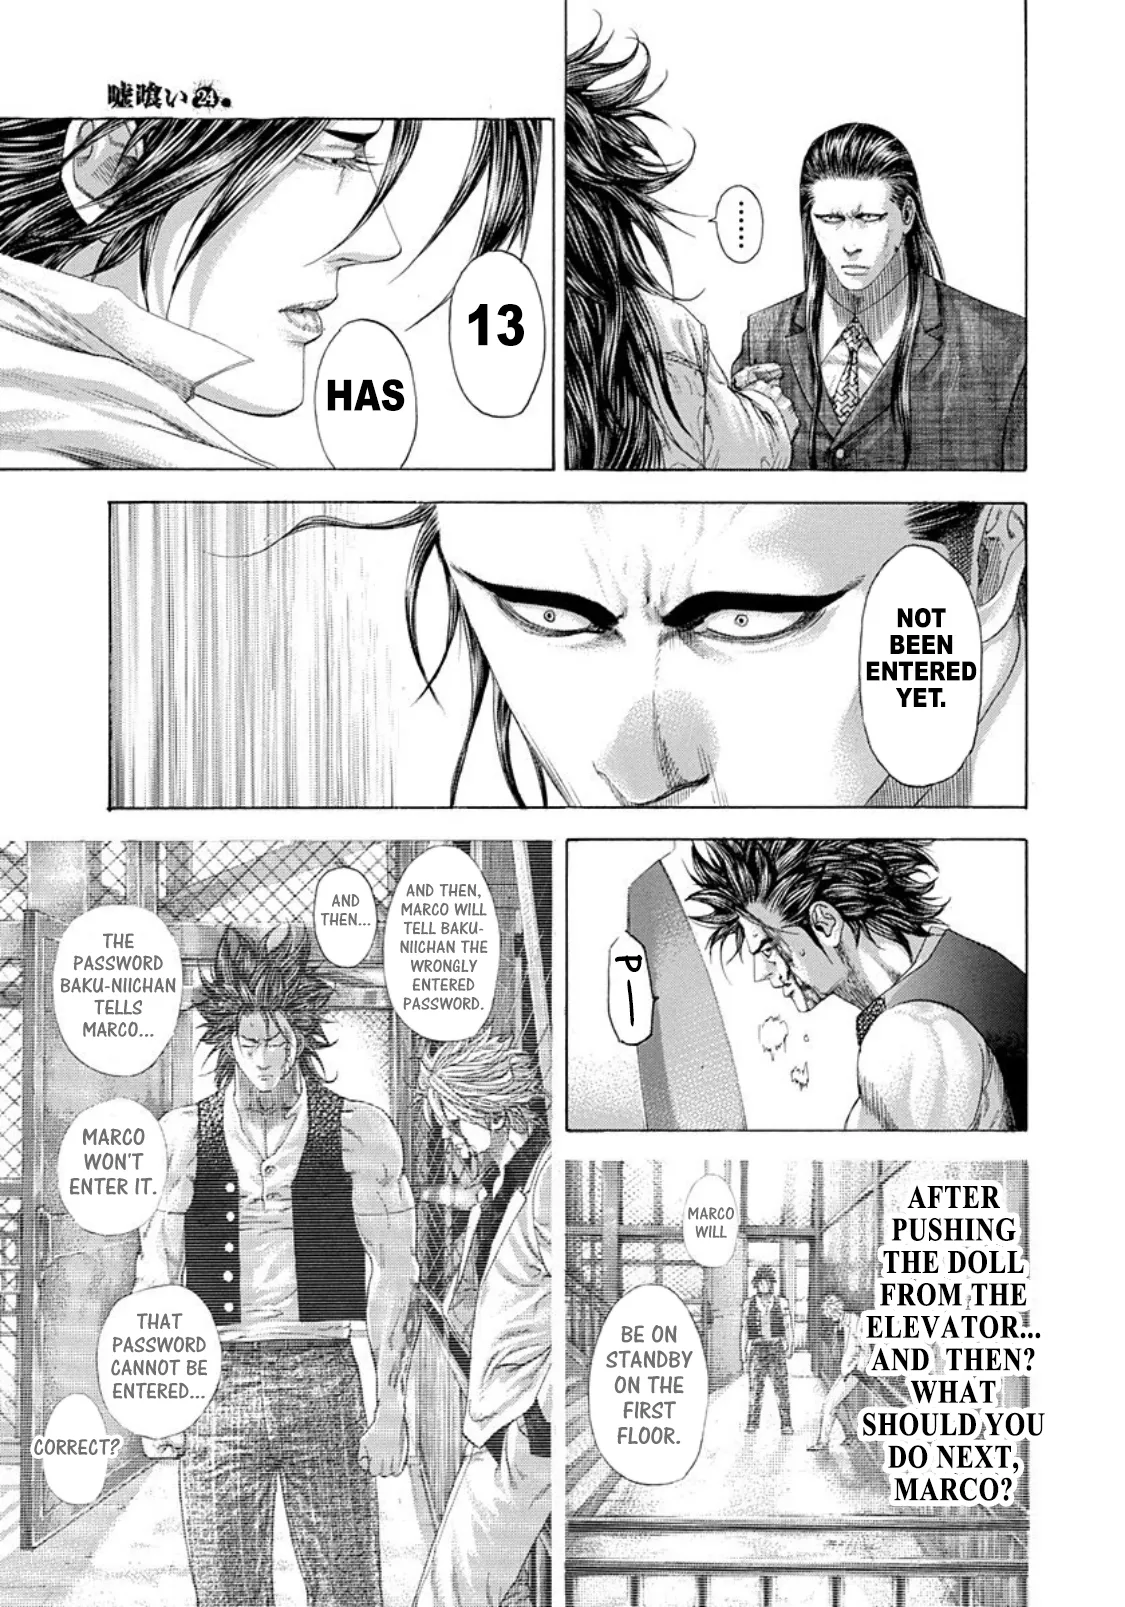 嘘喰い24
⋮
13
HAS
NOT
BEEN
ENTERED
YET.
P—
AFTER
PUSHING
THE DOLL
FROM THE
ELEVATOR...
AND THEN?
WHAT
SHOULD YOU
DO NEXT,
MARCO?
MARCO
WILL
BE ON
STANDBY
ON THE
FIRST
FLOOR.
AND THEN,
MARCO WILL
TELL BAKU-
NIICHAN THE
WRONGLY
ENTERED
PASSWORD.
AND
THEN...
THE
PASSWORD
BAKU-NIICHAN
TELLS
MARCO...
MARCO
WON'T
ENTER IT.
THAT
PASSWORD
CANNOT BE
ENTERED...
CORRECT?